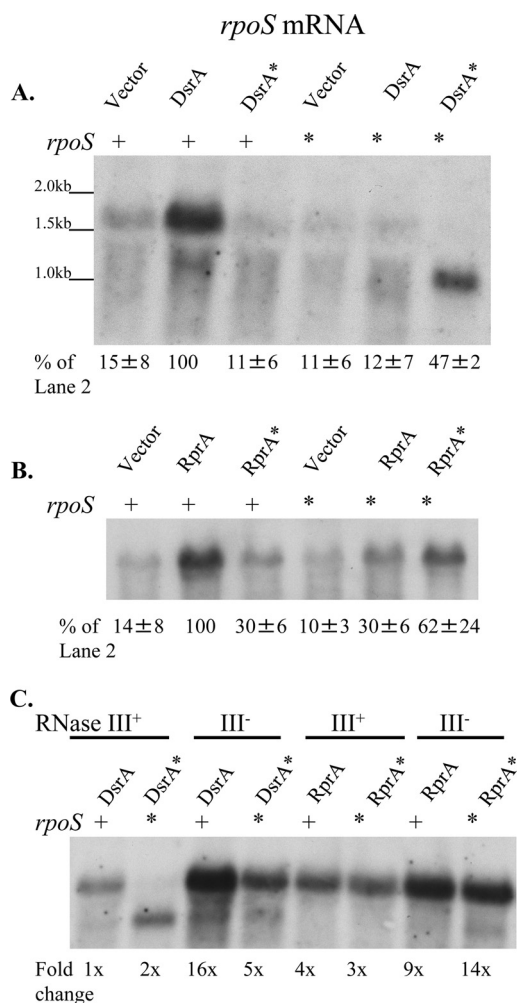 rpoS mRNA
A.
Vector DsrA DsrA* Vector DsrA DsrA*
rpoS + + + * * *
2.0kb
1.5kb
1.0kb
% of 15±8 100 11±6 11±6 12±7 47±2
Lane 2
B.
Vector RprA RprA* Vector RprA RprA*
rpoS + + + * * *
% of 14±8 100 30±6 10±3 30±6 62±24
Lane 2
C.
RNase III+ III- III+ III-
DsrA DsrA* DsrA DsrA* RprA RprA* RprA RprA*
rpoS + * + * + * + *
Fold 1x 2x 16x 5x 4x 3x 9x 14x
change